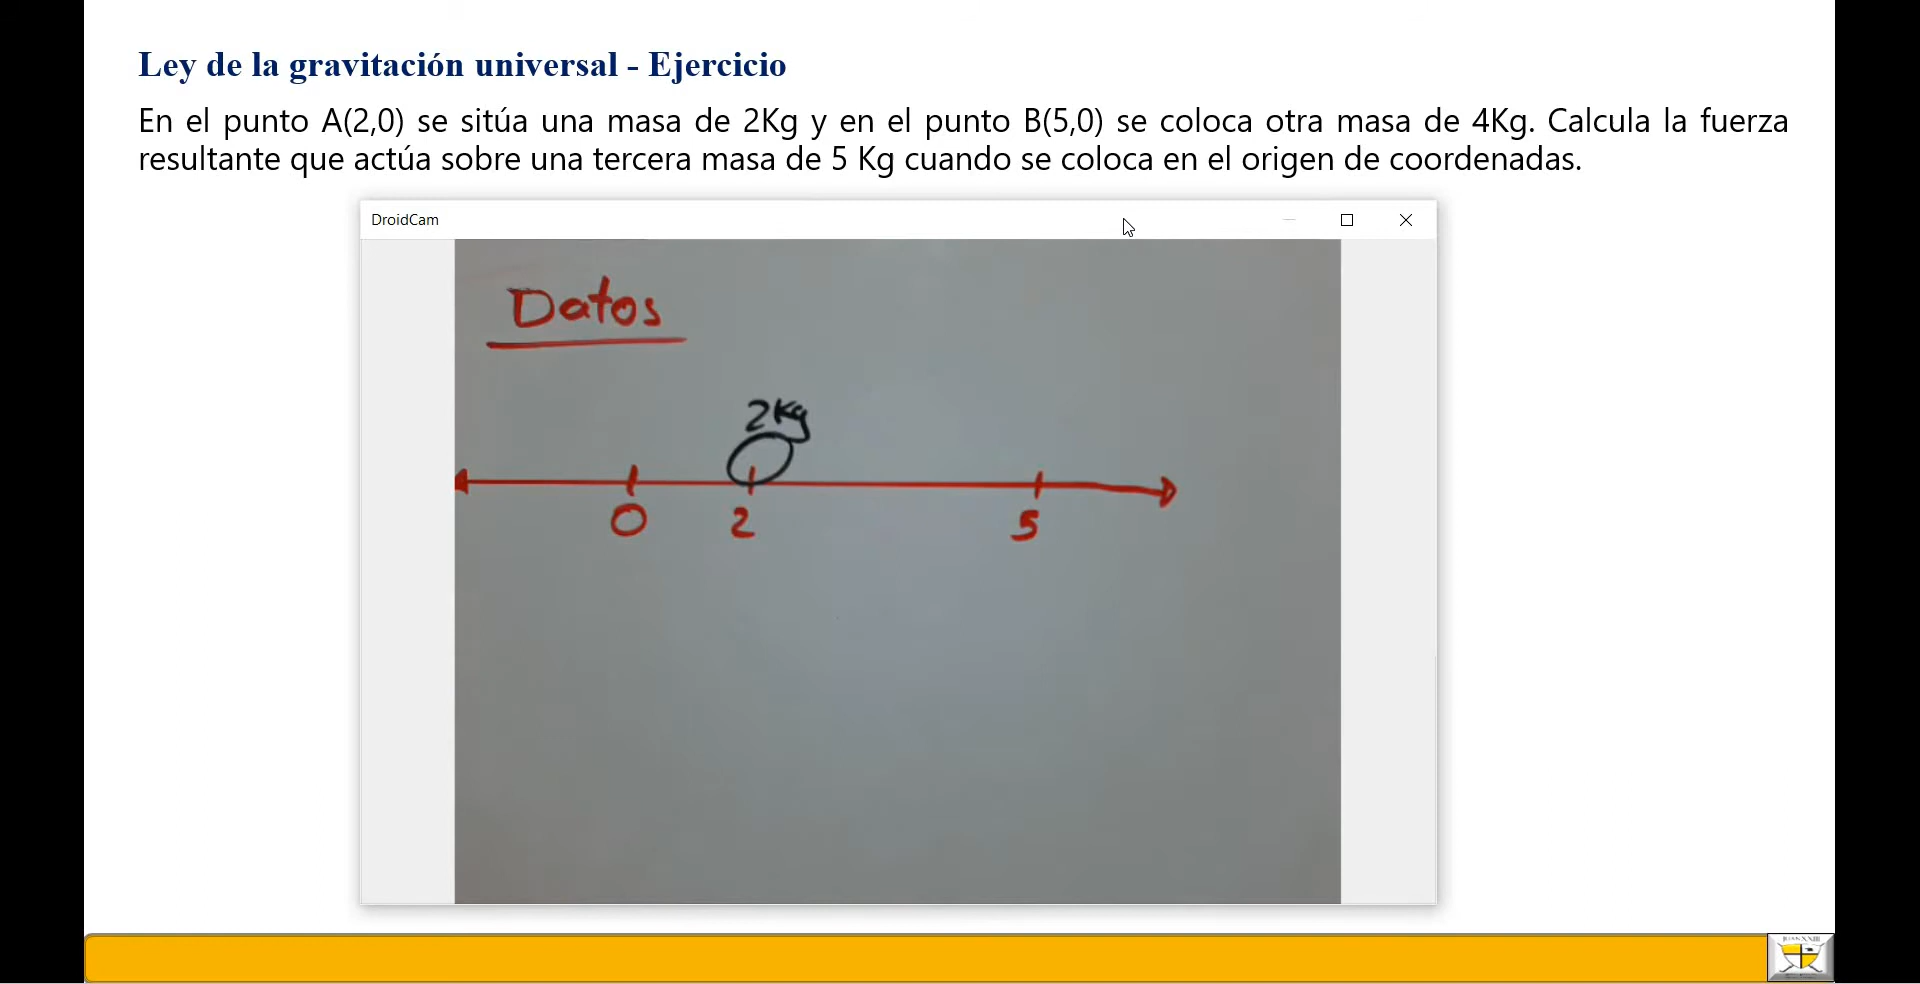 Ley de la gravitación universal - Ejercicio
En el punto A(2,0) se sitúa una masa de 2Kg y en el punto B(5,0) se coloca otra masa de 4Kg. Calcula la fuerza
resultante que actúa sobre una tercera masa de 5 Kg cuando se coloca en el origen de coordenadas.
DroidCam
Datos
2Kg
0 2 5